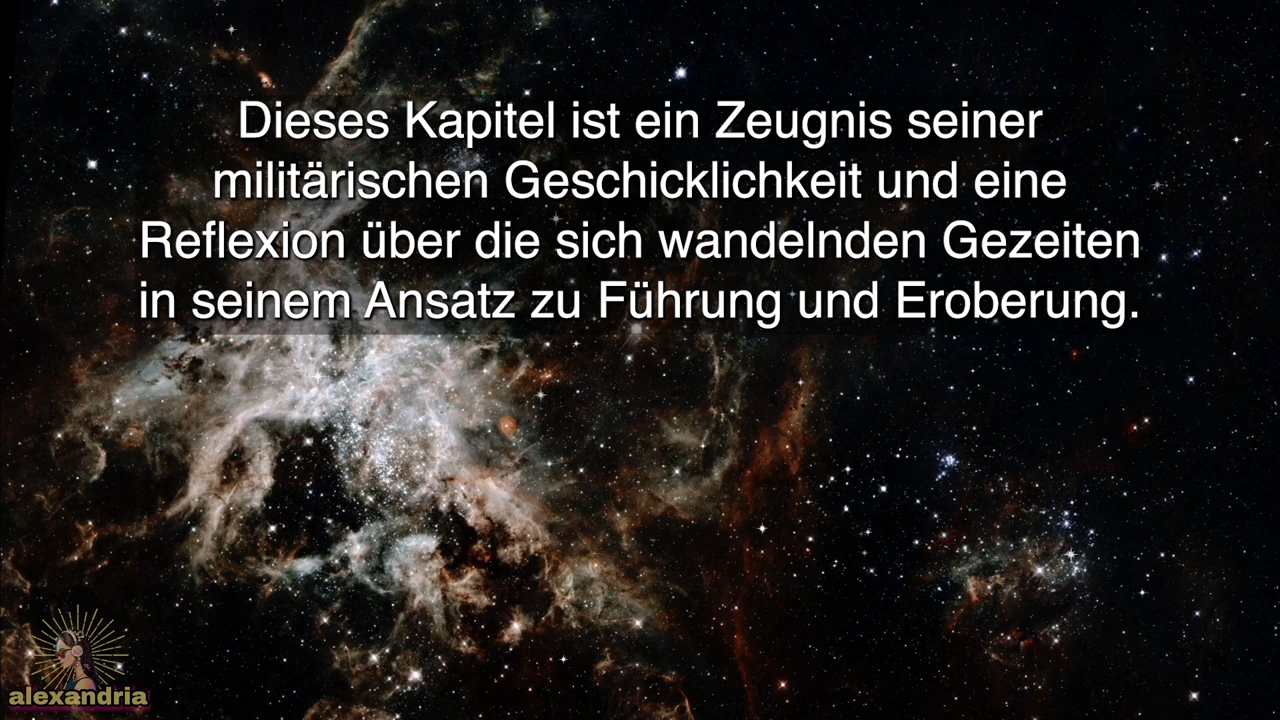 Dieses Kapitel ist ein Zeugnis seiner
militärischen Geschicklichkeit und eine
Reflexion über die sich wandelnden Gezeiten
in seinem Ansatz zu Führung und Eroberung.
alexandria